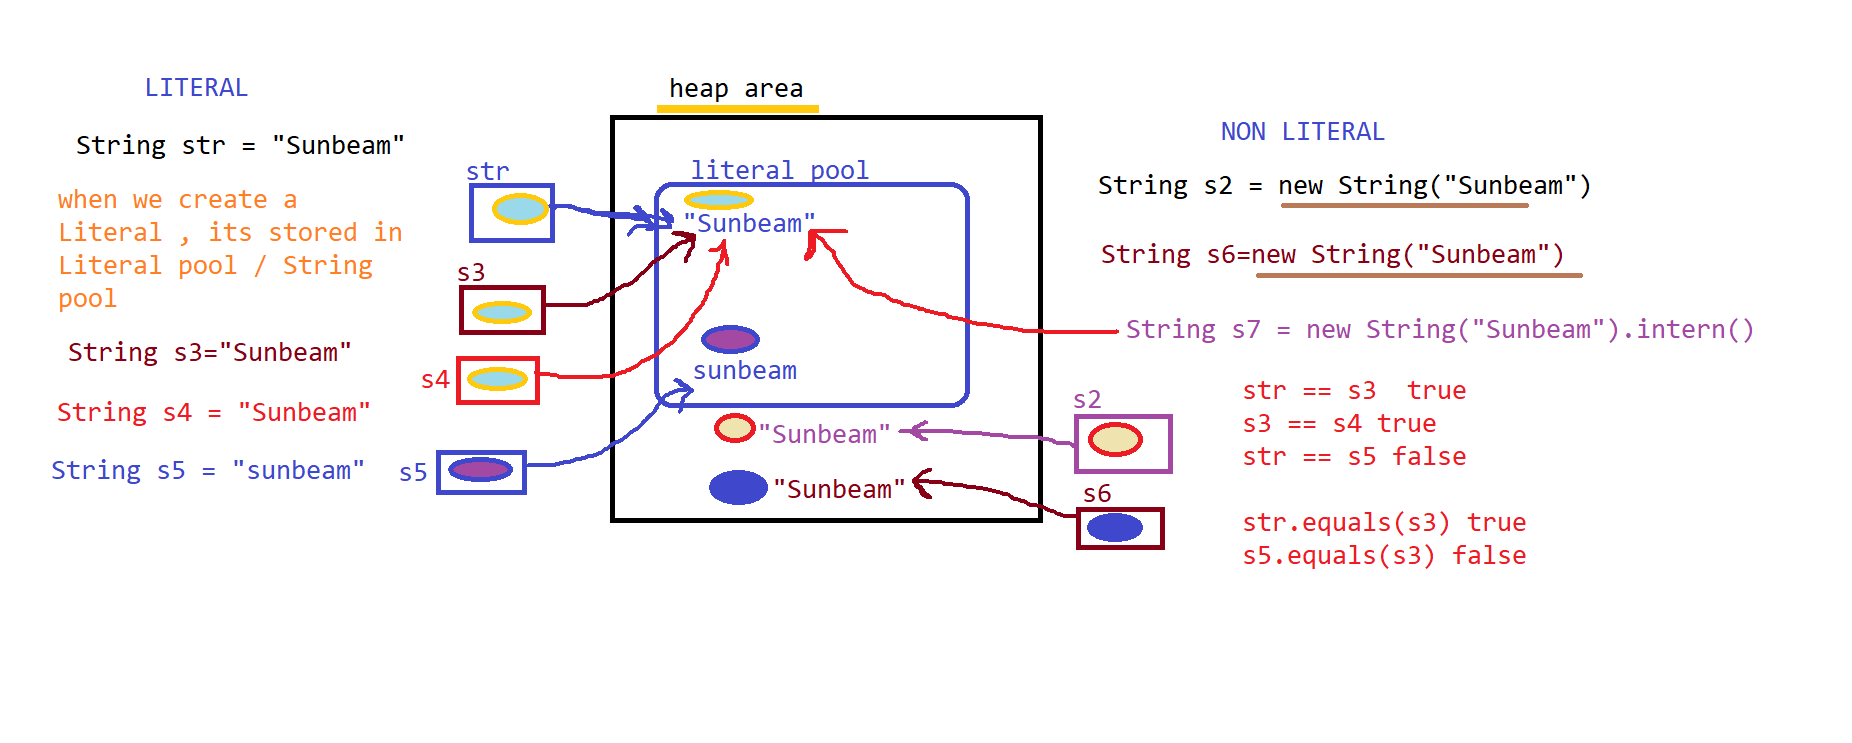 LITERAL
String str = "Sunbeam"
when we create a
Literal , its stored in
Literal pool / String
pool
String s3="Sunbeam"
String s4 = "Sunbeam"
String s5 = "sunbeam"
str
s3
s4
s5
heap area
literal pool
"Sunbeam"
sunbeam
"Sunbeam"
"Sunbeam"
s2
s6
NON LITERAL
String s2 = new String("Sunbeam")
String s6=new String("Sunbeam")
String s7 = new String("Sunbeam").intern()
str == s3  true
s3 == s4 true
str == s5 false
str.equals(s3) true
s5.equals(s3) false